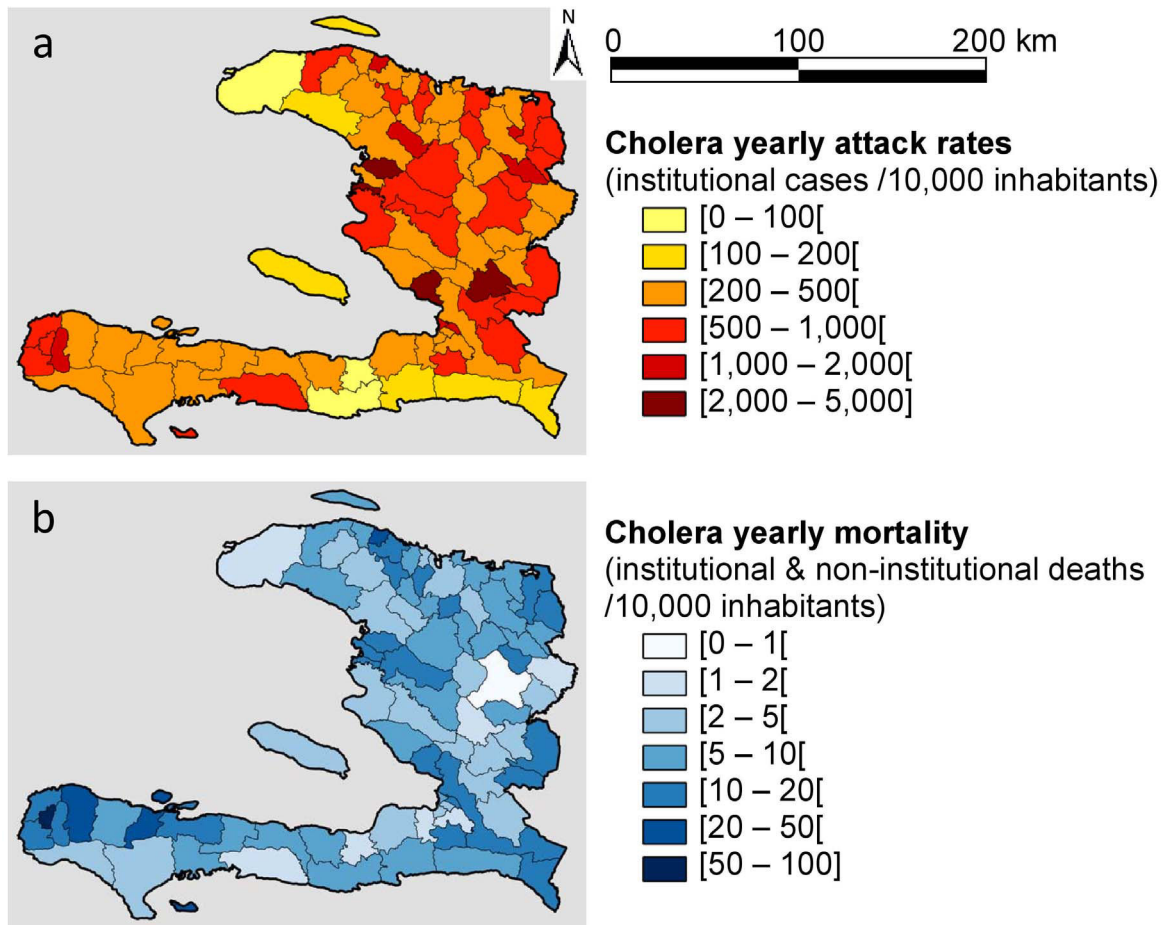 a
N
0 100 200 km
Cholera yearly attack rates
(institutional cases /10,000 inhabitants)
[0 – 100[
[100 – 200[
[200 – 500[
[500 – 1,000[
[1,000 – 2,000[
[2,000 – 5,000]
b
Cholera yearly mortality
(institutional & non-institutional deaths
/10,000 inhabitants)
[0 – 1[
[1 – 2[
[2 – 5[
[5 – 10[
[10 – 20[
[20 – 50[
[50 – 100]